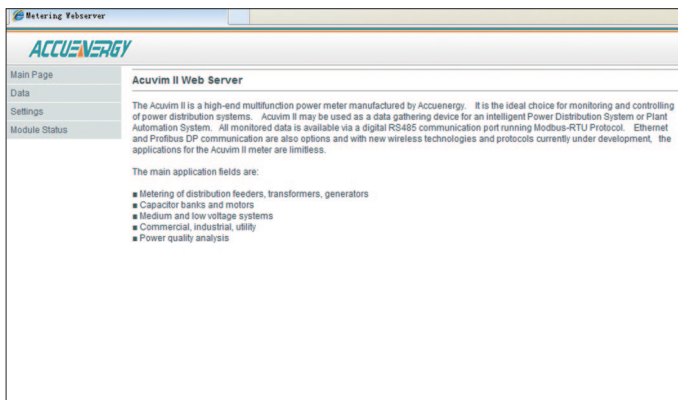 Metering Webserver
ACCUENERGY
Main Page
Data
Settings
Module Status
Acuvim II Web Server
The Acuvim II is a high-end multifunction power meter manufactured by Accuenergy. It is the ideal choice for monitoring and controlling
of power distribution systems. Acuvim II may be used as a data gathering device for an intelligent Power Distribution System or Plant
Automation System. All monitored data is available via a digital RS485 communication port running Modbus-RTU Protocol. Ethernet
and Profibus DP communication are also options and with new wireless technologies and protocols currently under development, the
applications for the Acuvim II meter are limitless.
The main application fields are:
■ Metering of distribution feeders, transformers, generators
■ Capacitor banks and motors
■ Medium and low voltage systems
■ Commercial, industrial, utility
■ Power quality analysis